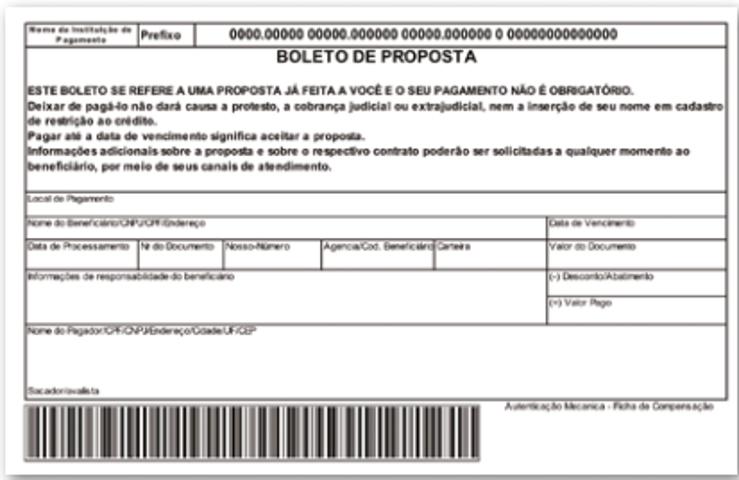 Nome da Instituição de Pagamento
Prefixo
0000.00000 00000.000000 00000.000000 0 00000000000000
BOLETO DE PROPOSTA
ESTE BOLETO SE REFERE A UMA PROPOSTA JÁ FEITA A VOCÊ E O SEU PAGAMENTO NÃO É OBRIGATÓRIO.
Deixar de pagá-lo não dará causa a protesto, a cobrança judicial ou extrajudicial, nem a inserção de seu nome em cadastro
de restrição ao crédito.
Pagar até a data de vencimento significa aceitar a proposta.
Informações adicionais sobre a proposta e sobre o respectivo contrato poderão ser solicitadas a qualquer momento ao
beneficiário, por meio de seus canais de atendimento.
Local de Pagamento
Nome do Beneficiário/CNPJ/CPF/Endereço
Data de Vencimento
Data de Processamento
Nr do Documento
Nosso-Número
Agencia/Cod. Beneficiário
Carteira
Valor do Documento
Informações de responsabilidade do beneficiário
(-) Desconto/Abatimento
(=) Valor Pago
Nome do Pagador/CPF/CNPJ/Endereço/Cidade/UF/CEP
Sacador/avalista
Autenticação Mecanica - Ficha de Compensação